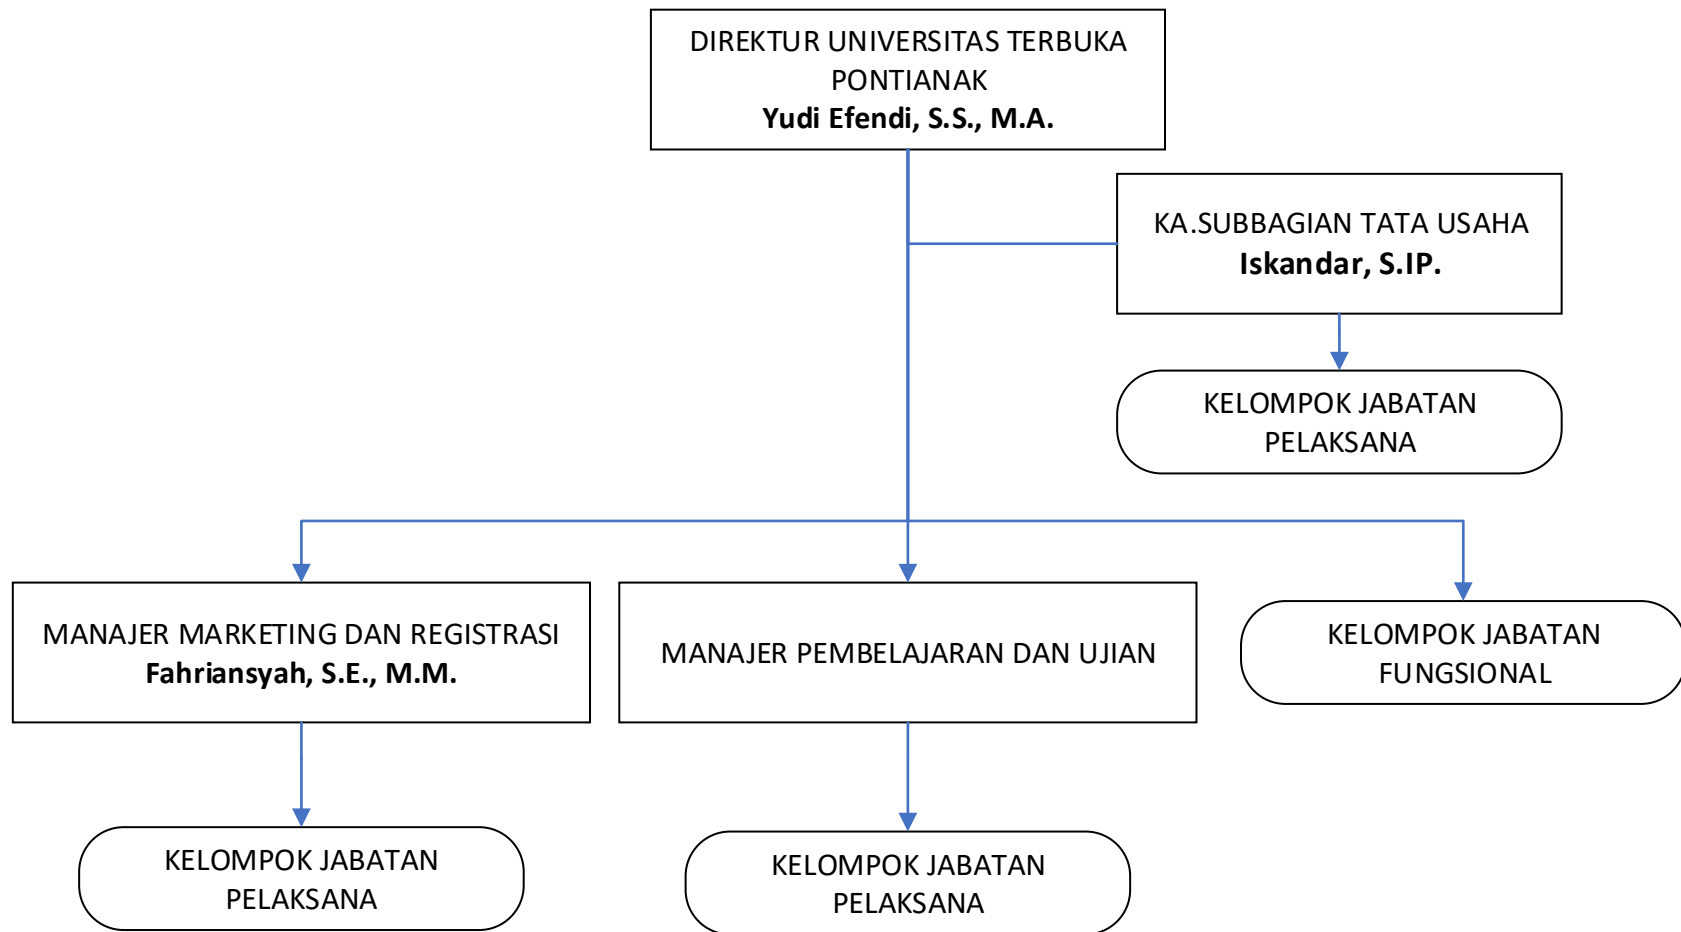 DIREKTUR UNIVERSITAS TERBUKA
PONTIANAK
Yudi Efendi, S.S., M.A.
KA.SUBBAGIAN TATA USAHA
Iskandar, S.IP.
KELOMPOK JABATAN
PELAKSANA
MANAJER MARKETING DAN REGISTRASI
Fahriansyah, S.E., M.M.
MANAJER PEMBELAJARAN DAN UJIAN
KELOMPOK JABATAN
FUNGSIONAL
KELOMPOK JABATAN
PELAKSANA
KELOMPOK JABATAN
PELAKSANA